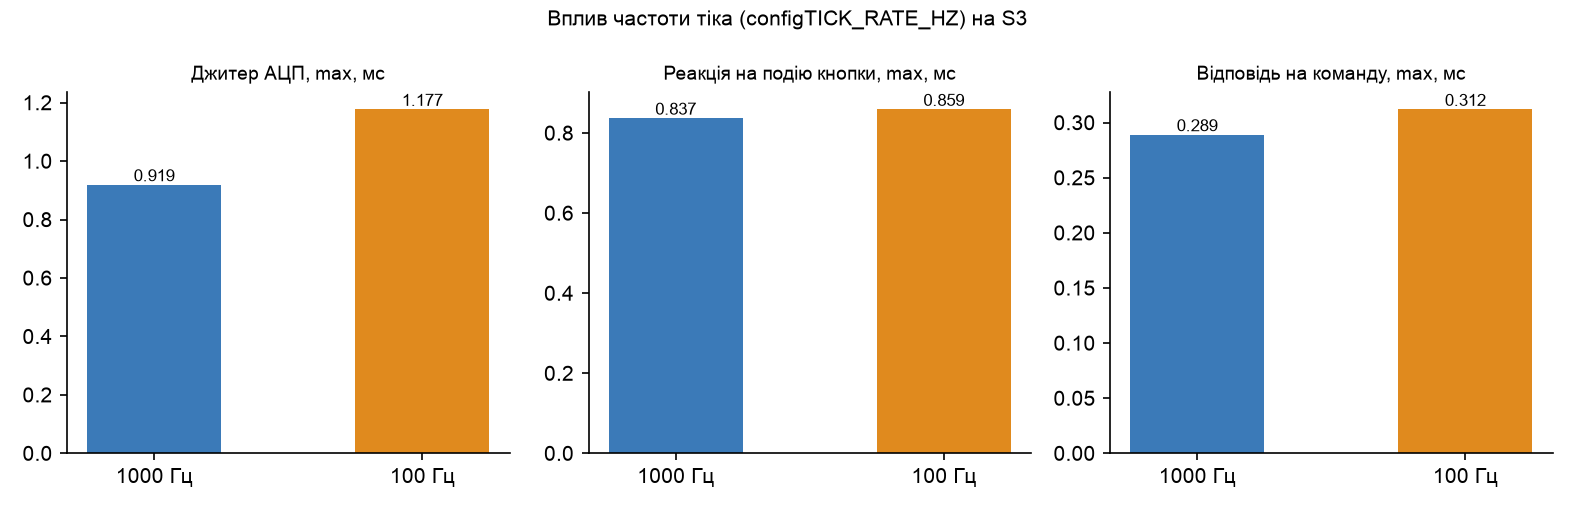 Вплив частоти тіка (configTICK_RATE_HZ) на S3
Джитер АЦП, max, мс
1.2
1.0
0.8
0.6
0.4
0.2
0.0
0.919
1.177
1000 Гц
100 Гц
Реакція на подію кнопки, max, мс
0.8
0.6
0.4
0.2
0.0
0.837
0.859
1000 Гц
100 Гц
Відповідь на команду, max, мс
0.30
0.25
0.20
0.15
0.10
0.05
0.00
0.289
0.312
1000 Гц
100 Гц